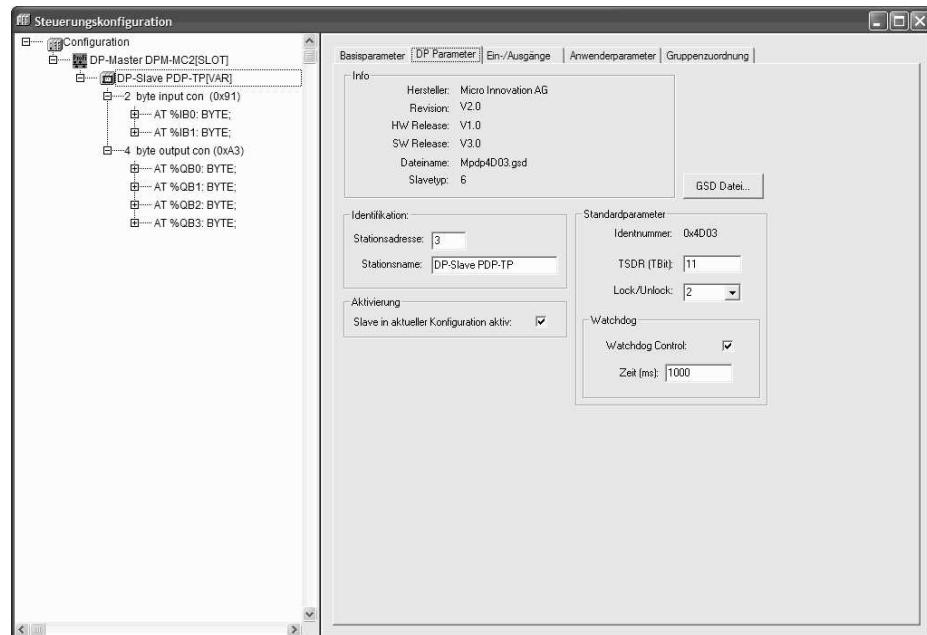 Steuerungskonfiguration
Configuration
DP-Master DPM-MC2[SLOT]
DP-Slave PDP-TP[VAR]
2 byte input con (0x91)
AT %IB0: BYTE;
AT %IB1: BYTE;
4 byte output con (0xA3)
AT %QB0: BYTE;
AT %QB1: BYTE;
AT %QB2: BYTE;
AT %QB3: BYTE;
Basisparameter DP Parameter Ein-/Ausgänge Anwenderparameter Gruppenzuordnung
Info
Hersteller: Micro Innovation AG
Revision: V2.0
HW Release: V1.0
SW Release: V3.0
Dateiname: Mpdp4D03.gsd
Slavetyp: 6
GSD Datei...
Identifikation:
Stationsadresse: 3
Stationsname: DP-Slave PDP-TP
Aktivierung
Slave in aktueller Konfiguration aktiv:
Standardparameter
Identnummer: 0x4D03
TSDR (TBit): 11
Lock/Unlock: 2
Watchdog
Watchdog Control:
Zeit (ms): 1000